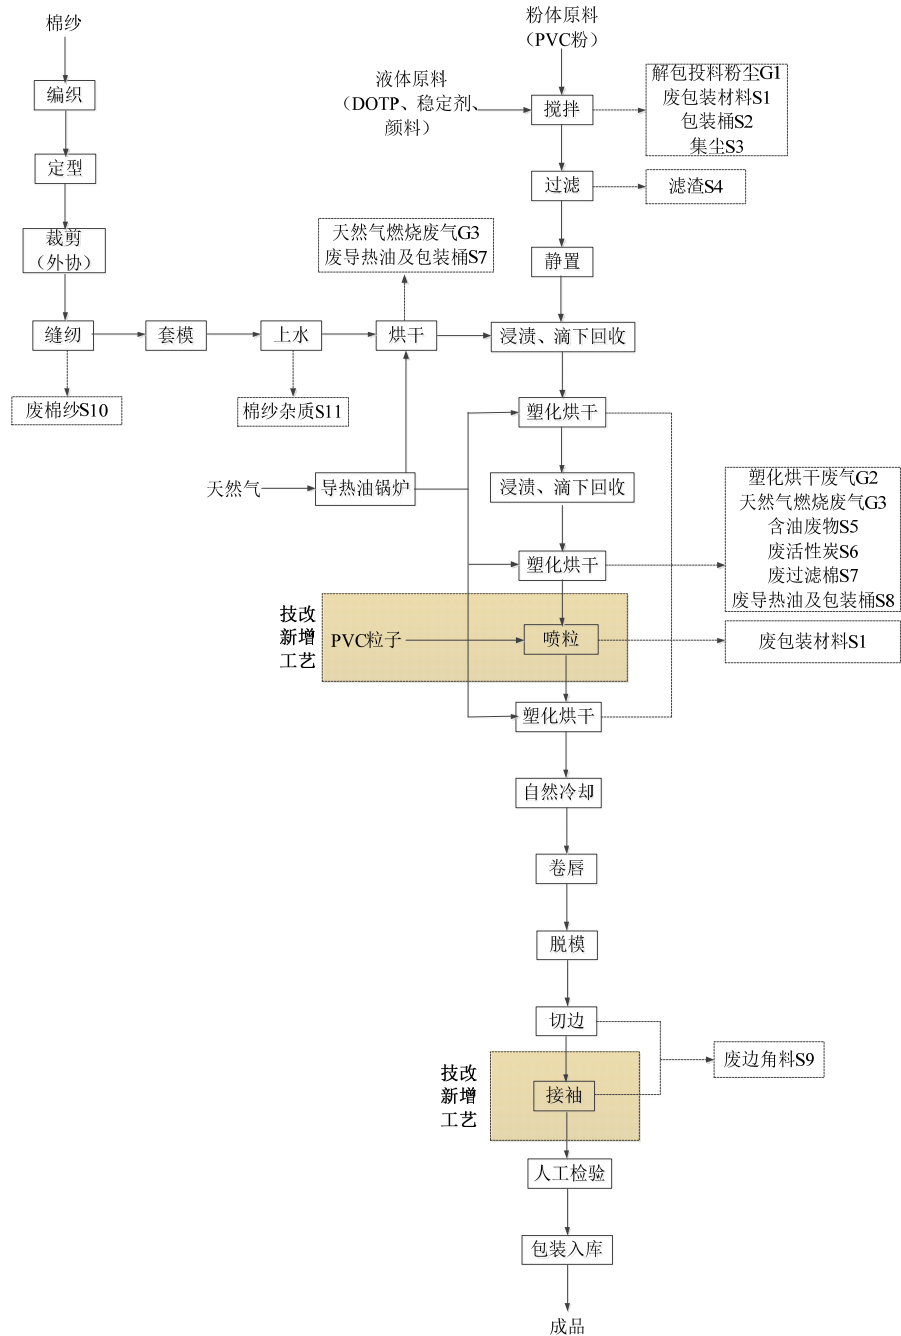 棉纱
粉体原料
（PVC粉）
编织
液体原料
（DOTP、稳定剂、
颜料）
搅拌
解包投料粉尘G1
废包装材料S1
包装桶S2
集尘S3
定型
过滤
滤渣S4
裁剪
（外协）
天然气燃烧废气G3
废导热油及包装桶S7
静置
缝纫
套模
上水
烘干
浸渍、滴下回收
废棉纱S10
棉纱杂质S11
塑化烘干
天然气
导热油锅炉
浸渍、滴下回收
塑化烘干废气G2
天然气燃烧废气G3
含油废物S5
废活性炭S6
废过滤棉S7
废导热油及包装桶S8
塑化烘干
技改
新增
工艺
PVC粒子
喷粒
废包装材料S1
塑化烘干
自然冷却
卷唇
脱模
切边
废边角料S9
技改
新增
工艺
接袖
人工检验
包装入库
成品